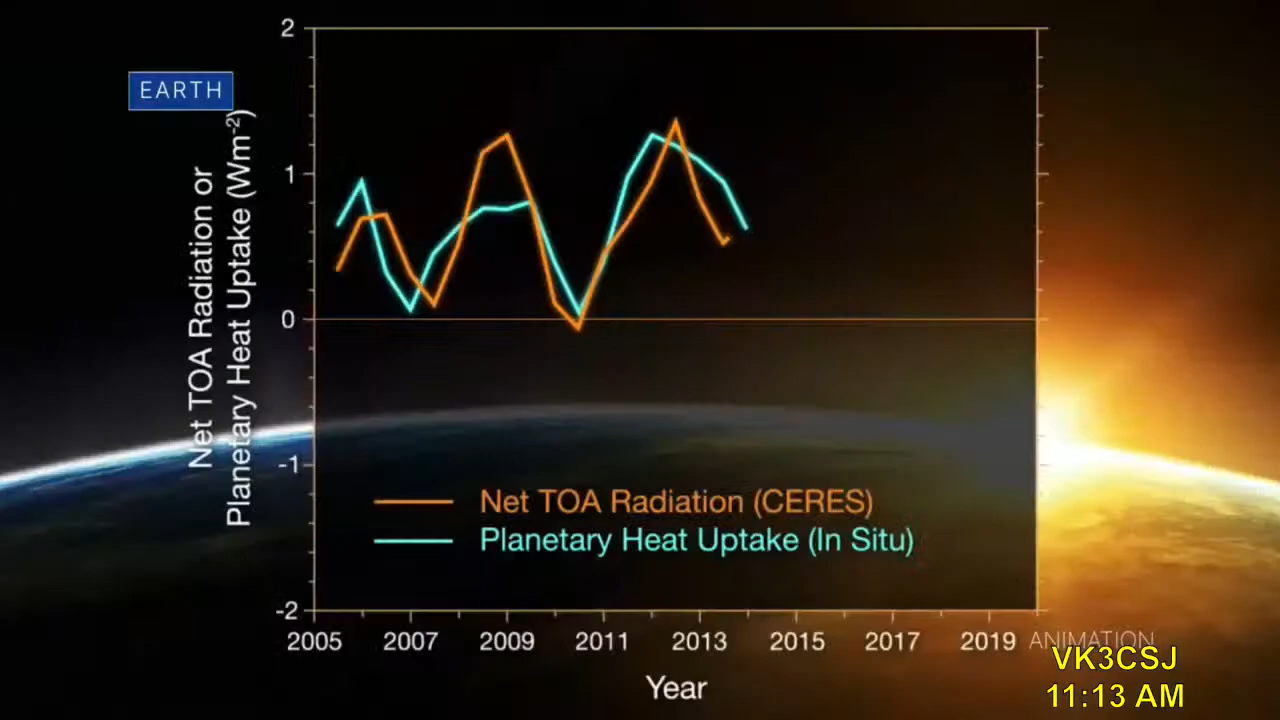 EARTH
Net TOA Radiation or
Planetary Heat Uptake (Wm-2)
2
1
0
-1
-2
Net TOA Radiation (CERES)
Planetary Heat Uptake (In Situ)
2005 2007 2009 2011 2013 2015 2017 2019
Year
ANIMATION
VK3CSJ
11:13 AM